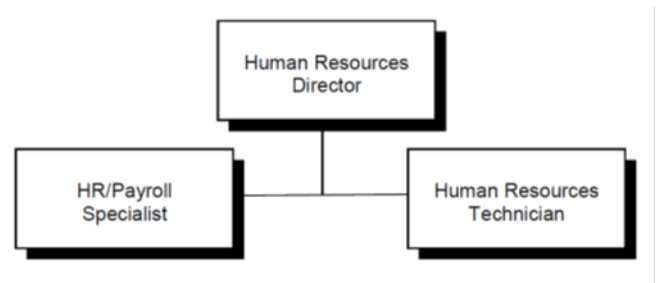 Human Resources
Director
HR/Payroll
Specialist
Human Resources
Technician